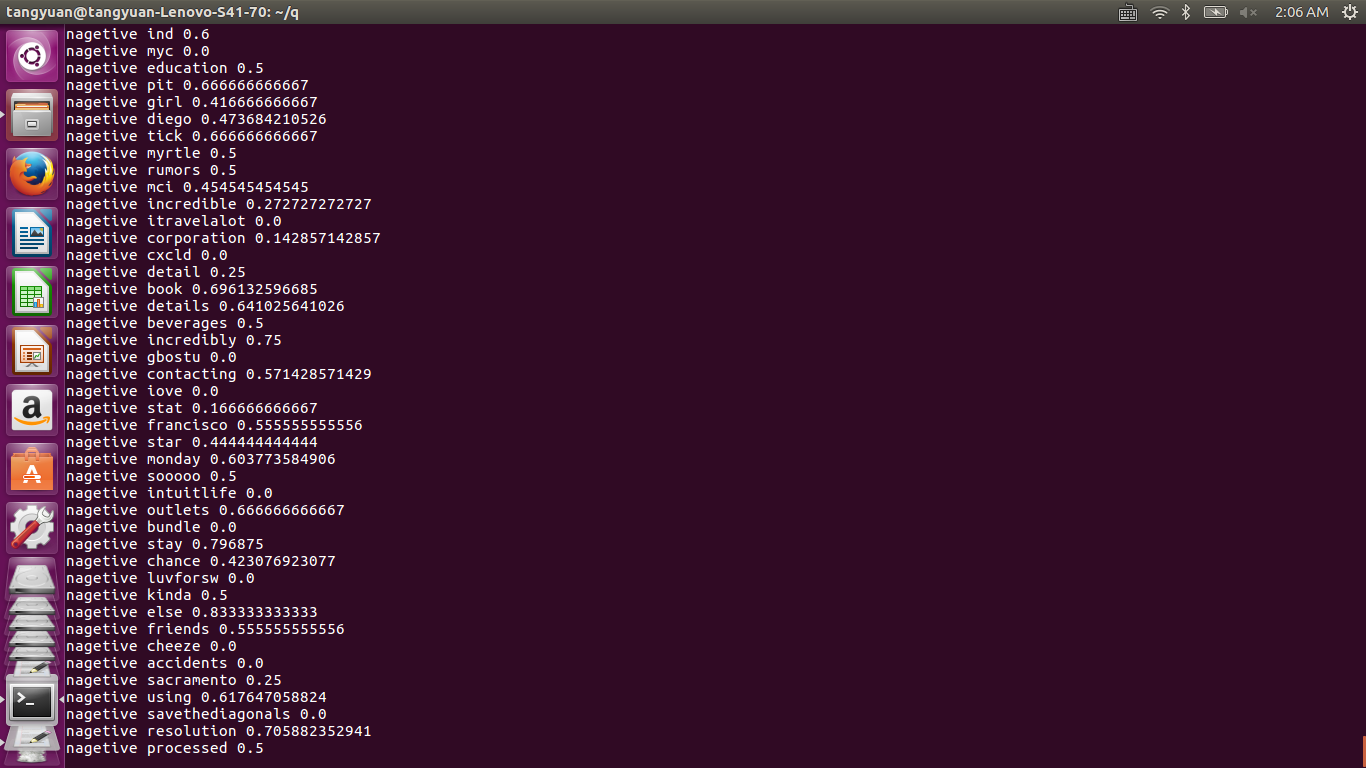 tangyuan@tangyuan-Lenovo-S41-70: ~/q
2:06 AM
nagetive ind 0.6
nagetive myc 0.0
nagetive education 0.5
nagetive pit 0.666666666667
nagetive girl 0.416666666667
nagetive diego 0.473684210526
nagetive tick 0.666666666667
nagetive myrtle 0.5
nagetive rumors 0.5
nagetive mci 0.454545454545
nagetive incredible 0.272727272727
nagetive itravelalot 0.0
nagetive corporation 0.142857142857
nagetive cxcld 0.0
nagetive detail 0.25
nagetive book 0.696132596685
nagetive details 0.641025641026
nagetive beverages 0.5
nagetive incredibly 0.75
nagetive gbostu 0.0
nagetive contacting 0.571428571429
nagetive iove 0.0
nagetive stat 0.166666666667
nagetive francisco 0.555555555556
nagetive star 0.444444444444
nagetive monday 0.603773584906
nagetive sooooo 0.5
nagetive intuitlife 0.0
nagetive outlets 0.666666666667
nagetive bundle 0.0
nagetive stay 0.796875
nagetive chance 0.423076923077
nagetive luvforsw 0.0
nagetive kinda 0.5
nagetive else 0.833333333333
nagetive friends 0.555555555556
nagetive cheeze 0.0
nagetive accidents 0.0
nagetive sacramento 0.25
nagetive using 0.617647058824
nagetive savethediagonals 0.0
nagetive resolution 0.705882352941
nagetive processed 0.5